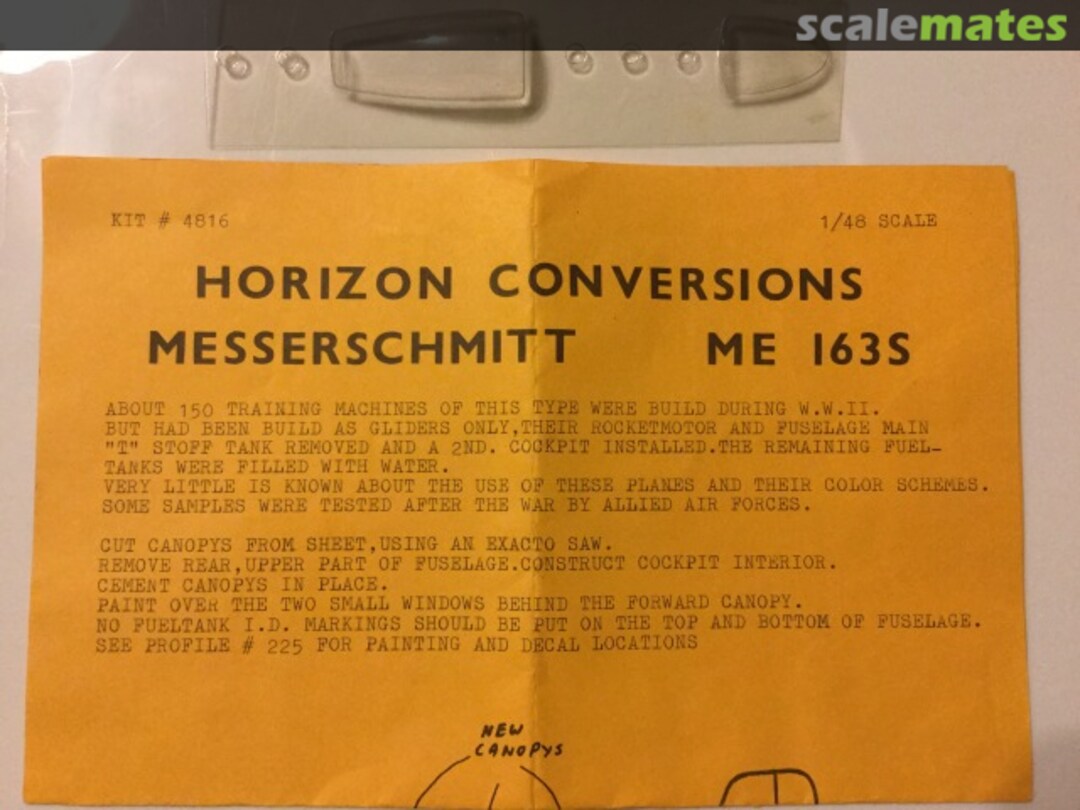 scalemates
KIT # 4816
1/48 SCALE
HORIZON CONVERSIONS
MESSERSCHMITT ME 163S
ABOUT 150 TRAINING MACHINES OF THIS TYPE WERE BUILD DURING W.W.II.
BUT HAD BEEN BUILD AS GLIDERS ONLY,THEIR ROCKETMOTOR AND FUSELAGE MAIN
"T" STOFF TANK REMOVED AND A 2ND. COCKPIT INSTALLED.THE REMAINING FUEL-
TANKS WERE FILLED WITH WATER.
VERY LITTLE IS KNOWN ABOUT THE USE OF THESE PLANES AND THEIR COLOR SCHEMES.
SOME SAMPLES WERE TESTED AFTER THE WAR BY ALLIED AIR FORCES.
CUT CANOPYS FROM SHEET,USING AN EXACTO SAW.
REMOVE REAR,UPPER PART OF FUSELAGE.CONSTRUCT COCKPIT INTERIOR.
CEMENT CANOPYS IN PLACE.
PAINT OVER THE TWO SMALL WINDOWS BEHIND THE FORWARD CANOPY.
NO FUELTANK I.D. MARKINGS SHOULD BE PUT ON THE TOP AND BOTTOM OF FUSELAGE.
SEE PROFILE # 225 FOR PAINTING AND DECAL LOCATIONS
NEW
CANOPYS